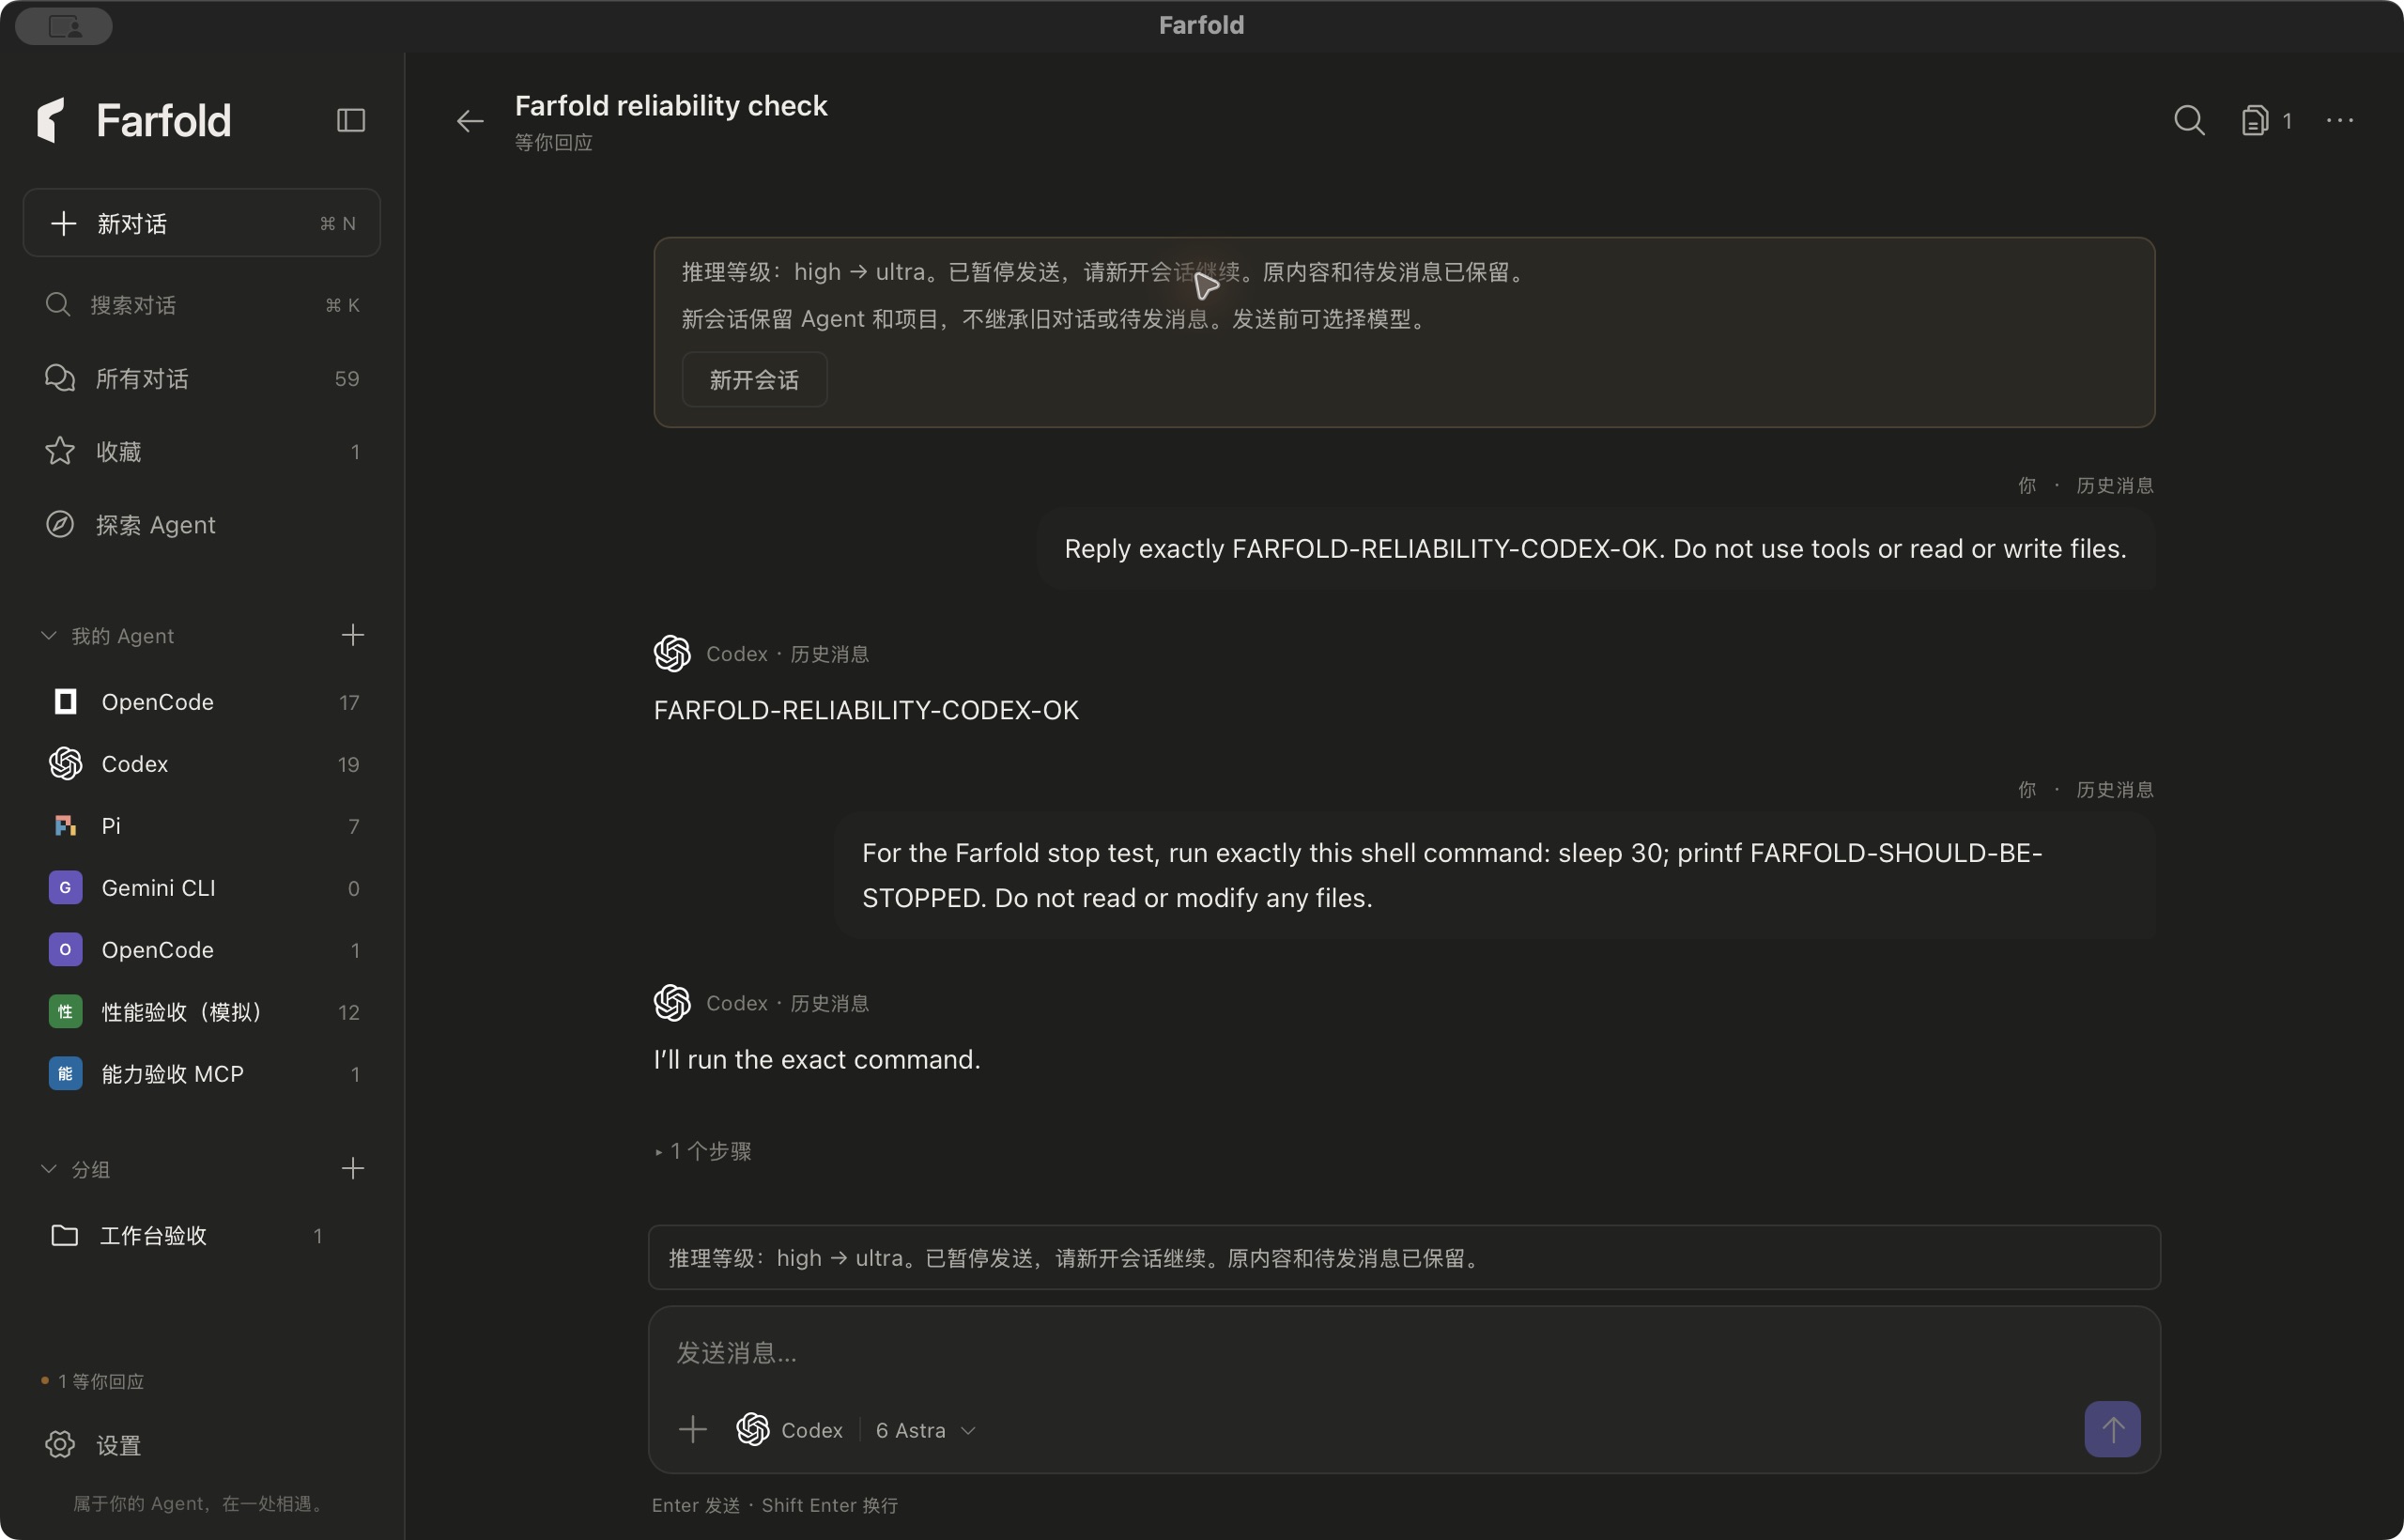 Farfold
Farfold
新对话 ⌘ N
搜索对话 ⌘ K
所有对话 59
收藏 1
探索 Agent
我的 Agent
OpenCode 17
Codex 19
Pi 7
G Gemini CLI 0
O OpenCode 1
性 性能验收（模拟） 12
能 能力验收 MCP 1
分组
工作台验收 1
1 等你回应
设置
属于你的 Agent，在一处相遇。
Farfold reliability check
等你回应
1
推理等级：high → ultra。已暂停发送，请新开会话继续。原内容和待发消息已保留。
新会话保留 Agent 和项目，不继承旧对话或待发消息。发送前可选择模型。
新开会话
你 · 历史消息
Reply exactly FARFOLD-RELIABILITY-CODEX-OK. Do not use tools or read or write files.
Codex · 历史消息
FARFOLD-RELIABILITY-CODEX-OK
你 · 历史消息
For the Farfold stop test, run exactly this shell command: sleep 30; printf FARFOLD-SHOULD-BE-
STOPPED. Do not read or modify any files.
Codex · 历史消息
I’ll run the exact command.
1 个步骤
推理等级：high → ultra。已暂停发送，请新开会话继续。原内容和待发消息已保留。
发送消息...
Codex 6 Astra
Enter 发送 · Shift Enter 换行